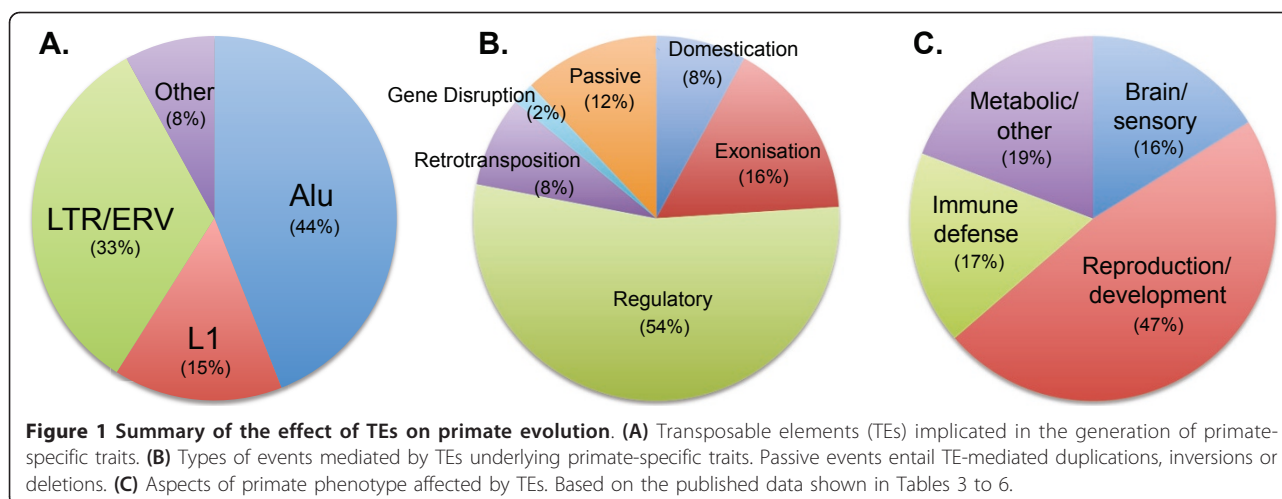 A.
Other
(8%)
Alu
(44%)
LTR/ERV
(33%)
L1
(15%)
B.
Domestication
(8%)
Passive
(12%)
Gene Disruption
(2%)
Exonisation
(16%)
Retrotransposition
(8%)
Regulatory
(54%)
C.
Metabolic/
other
(19%)
Brain/
sensory
(16%)
Immune
defense
(17%)
Reproduction/
development
(47%)
Figure 1 Summary of the effect of TEs on primate evolution. (A) Transposable elements (TEs) implicated in the generation of primate-
specific traits. (B) Types of events mediated by TEs underlying primate-specific traits. Passive events entail TE-mediated duplications, inversions or
deletions. (C) Aspects of primate phenotype affected by TEs. Based on the published data shown in Tables 3 to 6.